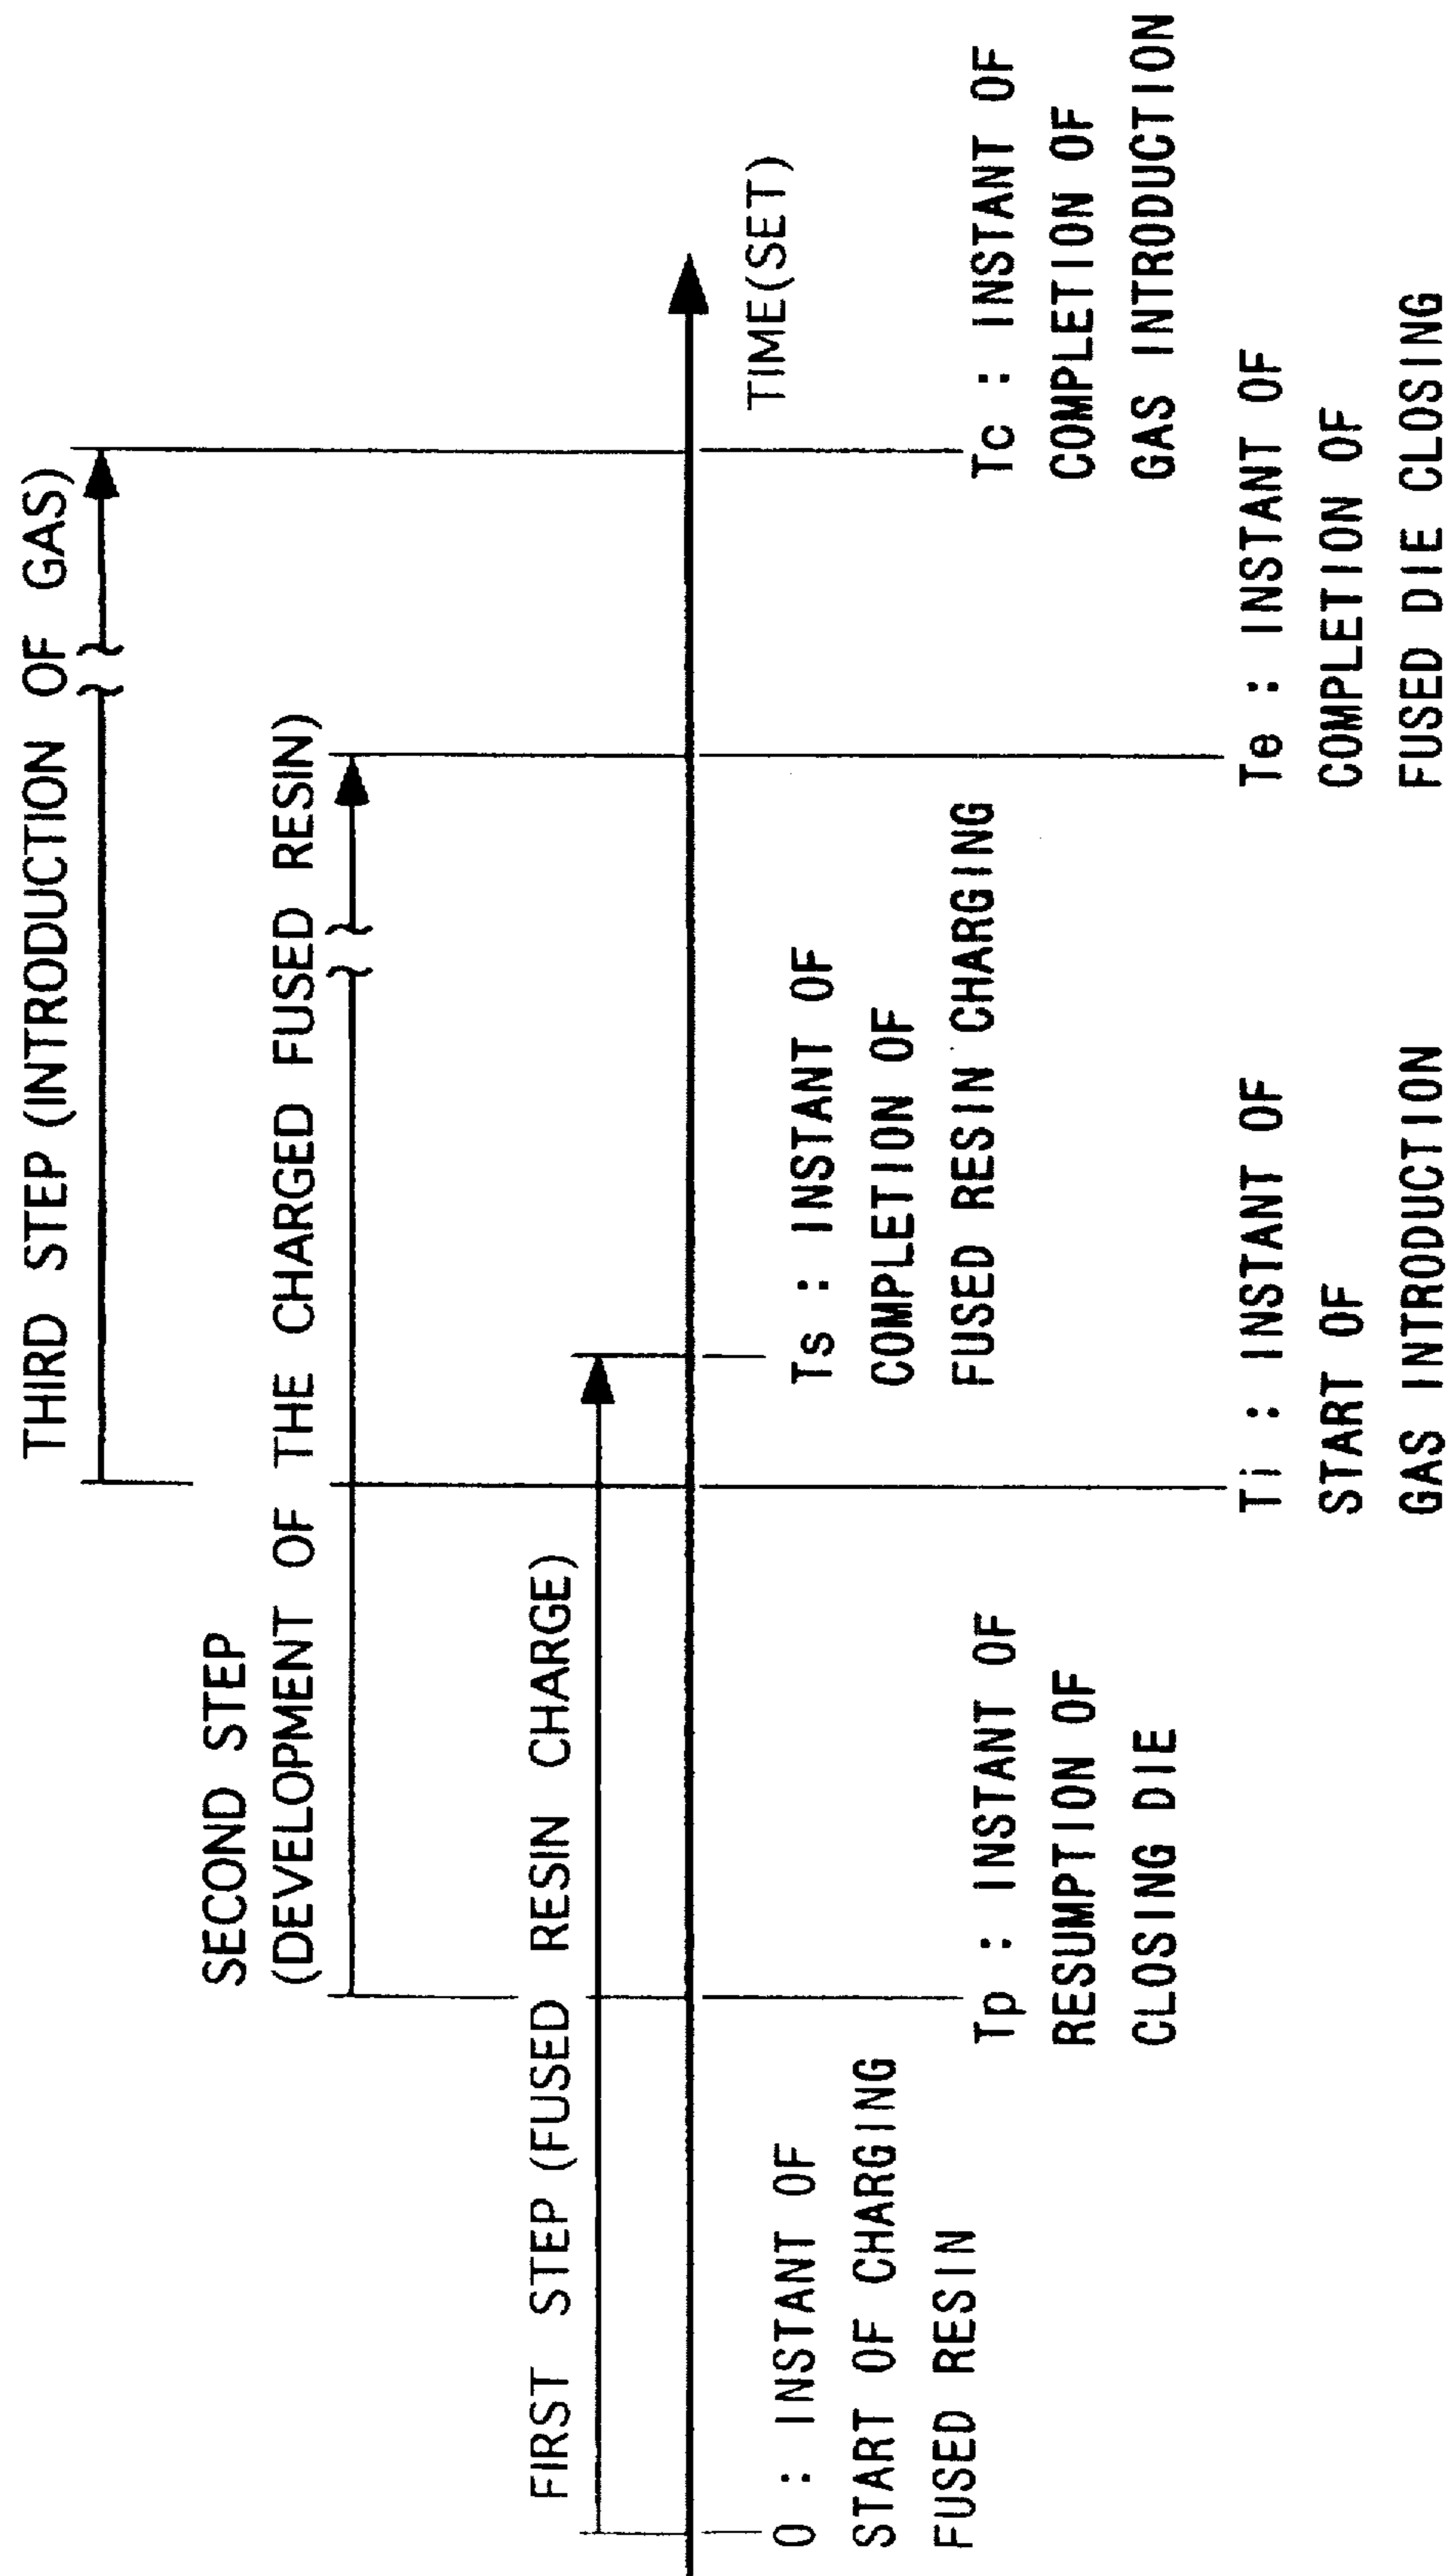 THIRD STEP (INTRODUCTION OF GAS)
SECOND STEP
(DEVELOPMENT OF THE CHARGED FUSED RESIN)
FIRST STEP (FUSED RESIN CHARGE)
TIME(SET)
O : INSTANT OF
START OF CHARGING
FUSED RESIN
Tp : INSTANT OF
RESUMPTION OF
CLOSING DIE
Ti : INSTANT OF
START OF
GAS INTRODUCTION
Ts : INSTANT OF
COMPLETION OF
FUSED RESIN CHARGING
Te : INSTANT OF
COMPLETION OF
FUSED DIE CLOSING
Tc : INSTANT OF
COMPLETION OF
GAS INTRODUCTION